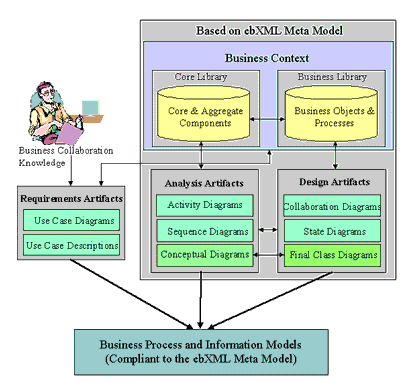 Based on ebXML Meta Model
Business Context
Core Library
Business Library
Core & Aggregate
Components
Business Objects &
Processes
Business Collaboration
Knowledge
Requirements Artifacts
Use Case Diagrams
Use Case Descriptions
Analysis Artifacts
Activity Diagrams
Sequence Diagrams
Conceptual Diagrams
Design Artifacts
Collaboration Diagrams
State Diagrams
Final Class Diagrams
Business Process and Information Models
(Compliant to the ebXML Meta Model)